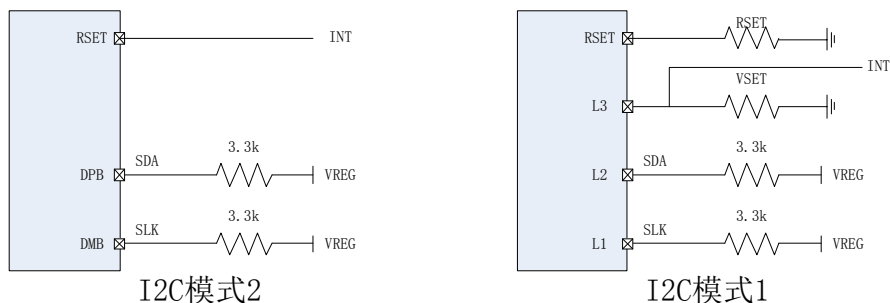 RSET INT
DPB SDA 3.3k VREG
DMB SLK 3.3k VREG
I2C模式2
RSET RSET
INT
L3 VSET
L2 SDA 3.3k VREG
L1 SLK 3.3k VREG
I2C模式1